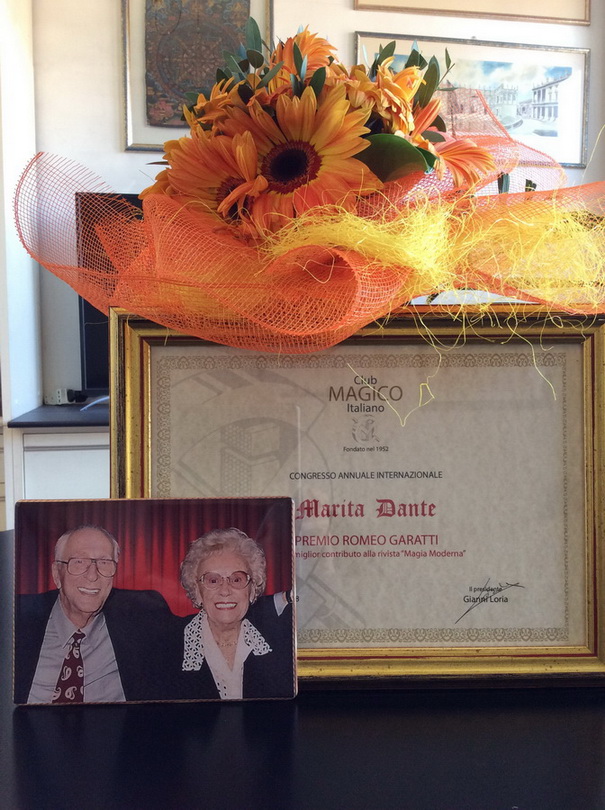 Club
MAGICO
Italiano
Fondato nel 1952
CONGRESSO ANNUALE INTERNAZIONALE
Marita Dante
PREMIO ROMEO GARATTI
miglior contributo alla rivista "Magia Moderna"
Il presidente
Gianni Loria